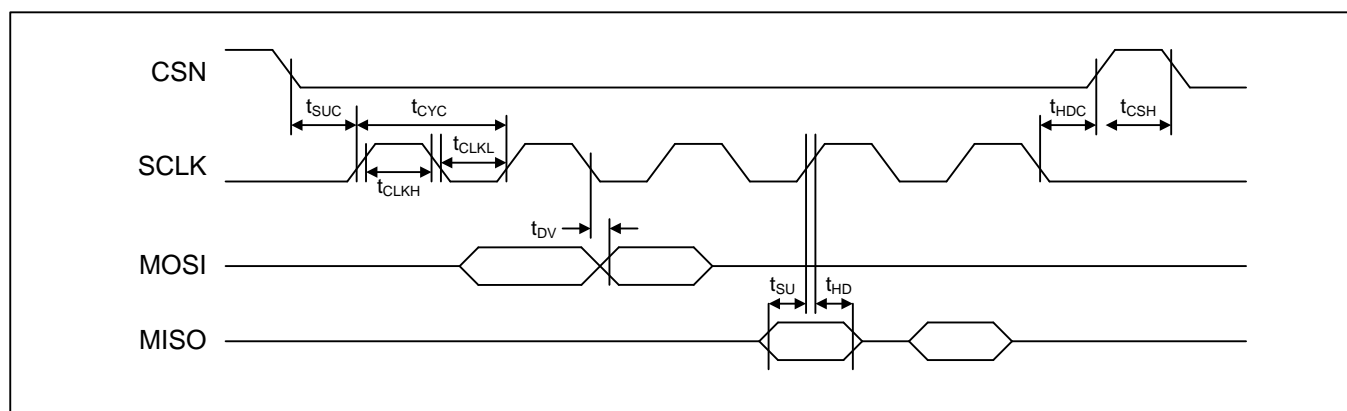 CSN
tSUC
tCYC
tHDC
tCSH
SCLK
tCLKL
tCLKH
tDV
MOSI
tSU
tHD
MISO